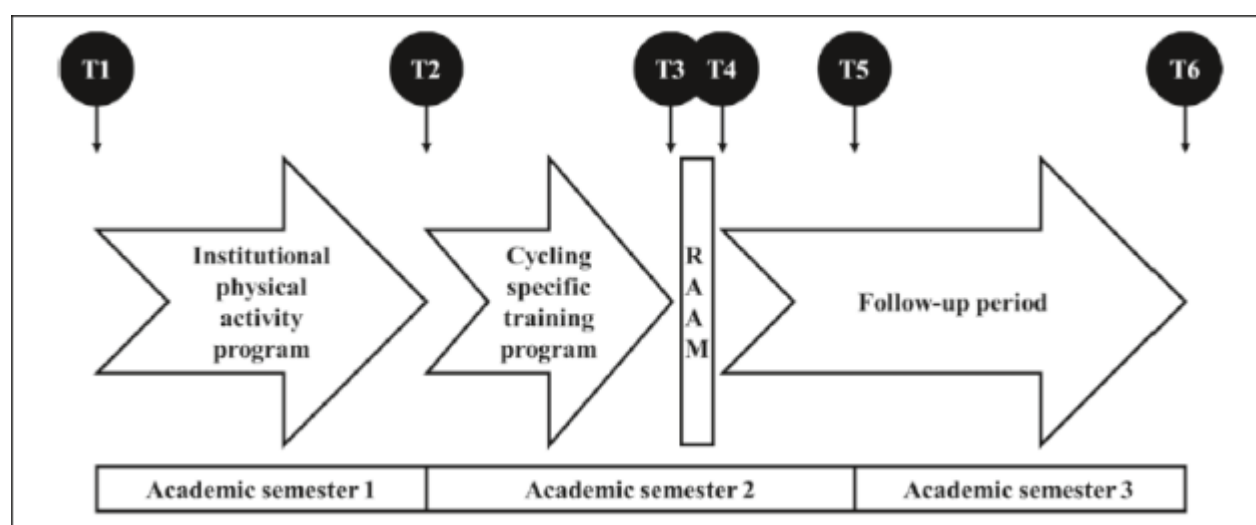 T1
T2
T3
T4
T5
T6
Institutional
physical
activity
program
Cycling
specific
training
program
R
A
A
M
Follow-up period
Academic semester 1
Academic semester 2
Academic semester 3